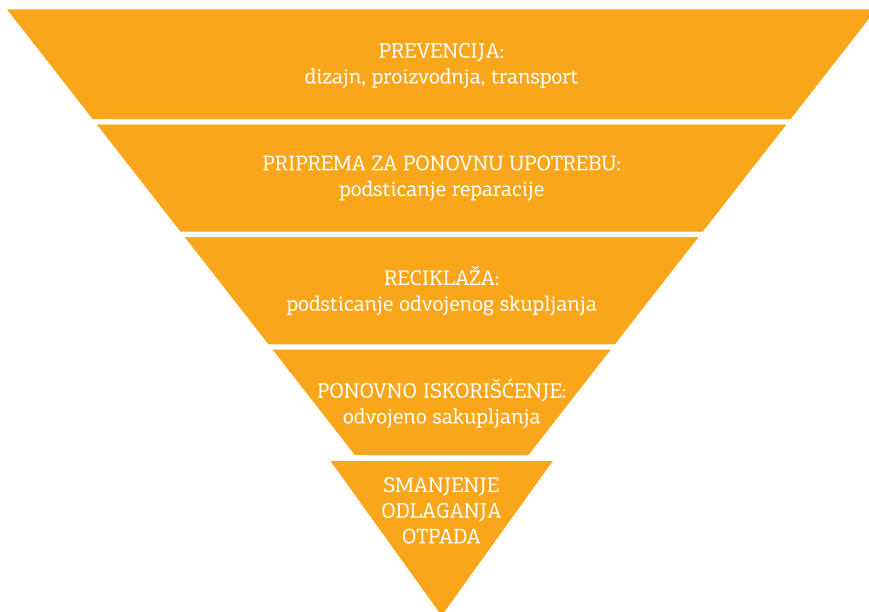 PREVENCIJA:
dizajn, proizvodnja, transport
PRIPREMA ZA PONOVNU UPOTREBU:
podsticanje reparacije
RECIKLAŽA:
podsticanje odvojenog skupljanja
PONOVNO ISKORIŠĆENJE:
odvojeno sakupljanja
SMANJENJE
ODLAGANJA
OTPADA